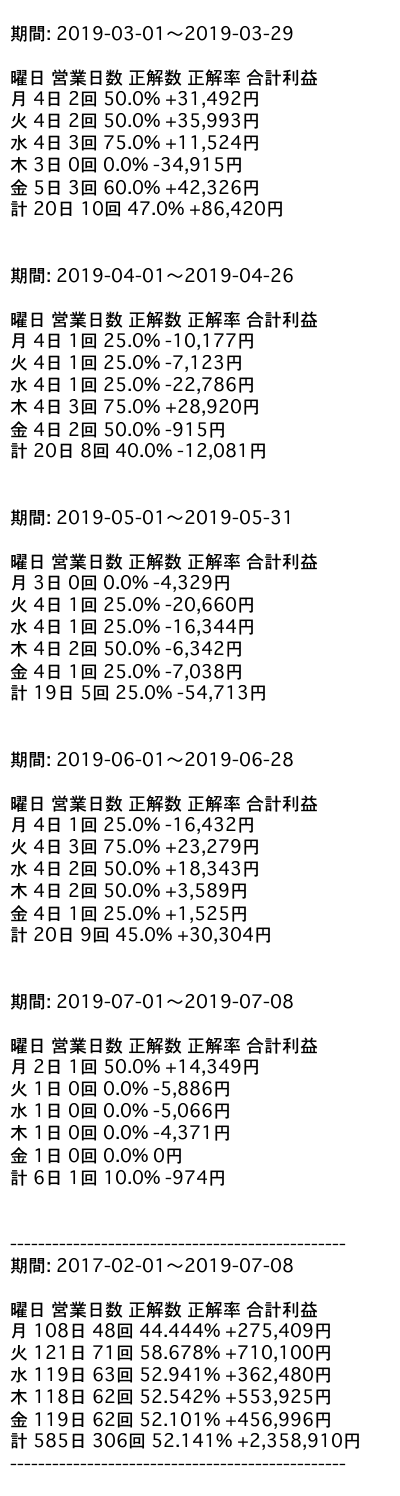 期間: 2019-03-01〜2019-03-29
曜日 営業日数 正解数 正解率 合計利益
月 4日 2回 50.0% +31,492円
火 4日 2回 50.0% +35,993円
水 4日 3回 75.0% +11,524円
木 3日 0回 0.0% -34,915円
金 5日 3回 60.0% +42,326円
計 20日 10回 47.0% +86,420円
期間: 2019-04-01〜2019-04-26
曜日 営業日数 正解数 正解率 合計利益
月 4日 1回 25.0% -10,177円
火 4日 1回 25.0% -7,123円
水 4日 1回 25.0% -22,786円
木 4日 3回 75.0% +28,920円
金 4日 2回 50.0% -915円
計 20日 8回 40.0% -12,081円
期間: 2019-05-01〜2019-05-31
曜日 営業日数 正解数 正解率 合計利益
月 3日 0回 0.0% -4,329円
火 4日 1回 25.0% -20,660円
水 4日 1回 25.0% -16,344円
木 4日 2回 50.0% -6,342円
金 4日 1回 25.0% -7,038円
計 19日 5回 25.0% -54,713円
期間: 2019-06-01〜2019-06-28
曜日 営業日数 正解数 正解率 合計利益
月 4日 1回 25.0% -16,432円
火 4日 3回 75.0% +23,279円
水 4日 2回 50.0% +18,343円
木 4日 2回 50.0% +3,589円
金 4日 1回 25.0% +1,525円
計 20日 9回 45.0% +30,304円
期間: 2019-07-01〜2019-07-08
曜日 営業日数 正解数 正解率 合計利益
月 2日 1回 50.0% +14,349円
火 1日 0回 0.0% -5,886円
水 1日 0回 0.0% -5,066円
木 1日 0回 0.0% -4,371円
金 1日 0回 0.0% 0円
計 6日 1回 10.0% -974円
------------------------------------------------
期間: 2017-02-01〜2019-07-08
曜日 営業日数 正解数 正解率 合計利益
月 108日 48回 44.444% +275,409円
火 121日 71回 58.678% +710,100円
水 119日 63回 52.941% +362,480円
木 118日 62回 52.542% +553,925円
金 119日 62回 52.101% +456,996円
計 585日 306回 52.141% +2,358,910円
------------------------------------------------